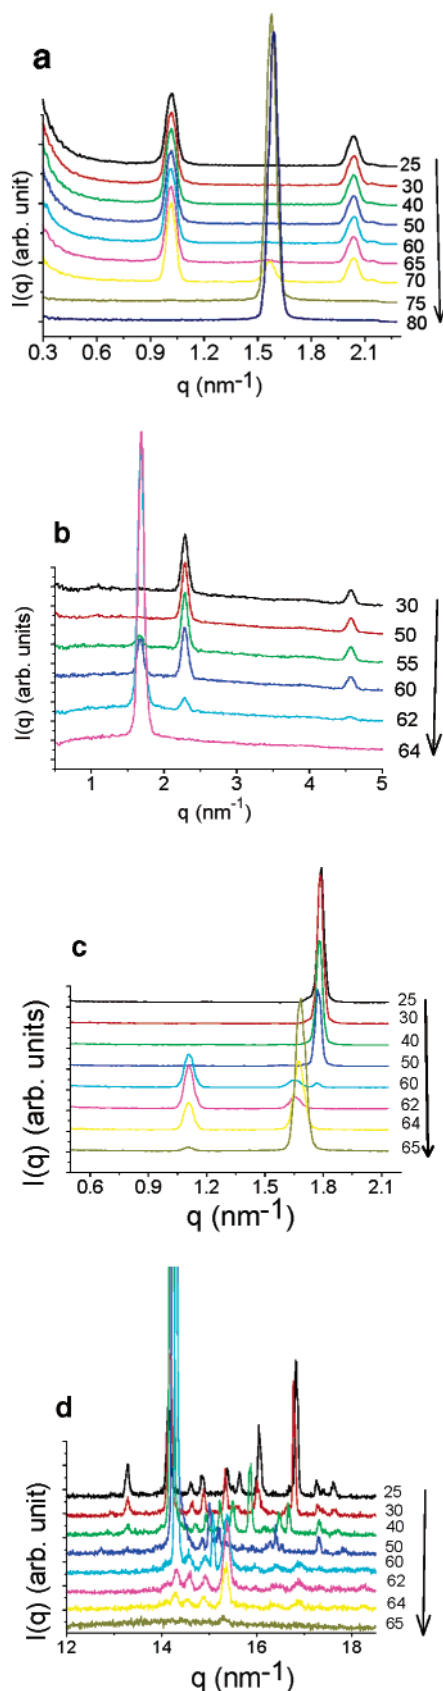 a
I(q) (arb. unit)
25
30
40
50
60
65
70
75
80
0.3 0.6 0.9 1.2 1.5 1.8 2.1
q (nm-1)
b
I(q) (arb. units)
30
50
55
60
62
64
1 2 3 4 5
q (nm-1)
c
I(q) (arb. units)
25
30
40
50
60
62
64
65
0.6 0.9 1.2 1.5 1.8 2.1
q (nm-1)
d
I(q) (arb. unit)
25
30
40
50
60
62
64
65
12 14 16 18
q (nm-1)